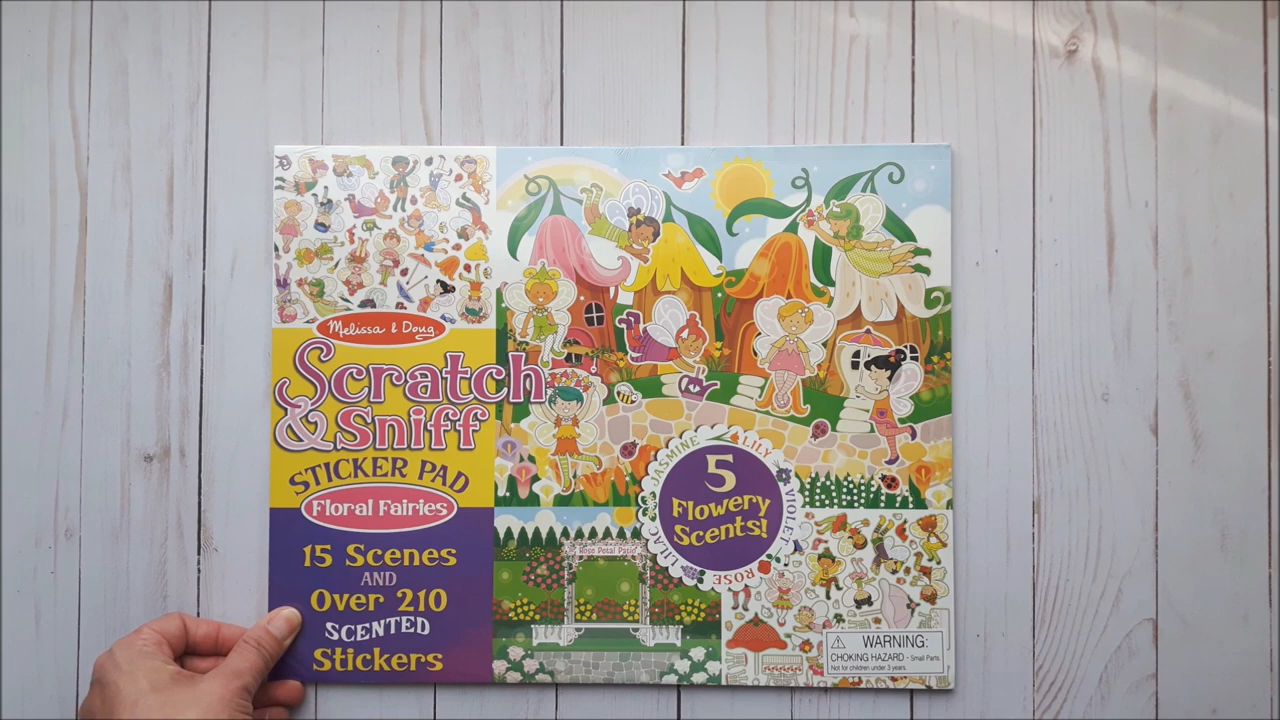 Melissa & Doug
Scratch
& Sniff
STICKER PAD
Floral Fairies
15 Scenes
AND
Over 210
SCENTED
Stickers
5
Flowery
Scents!
JASMINE
LILY
VIOLET
ROSE
LILAC
Rose Petal Patio
WARNING:
CHOKING HAZARD - Small Parts.
Not for children under 3 years.